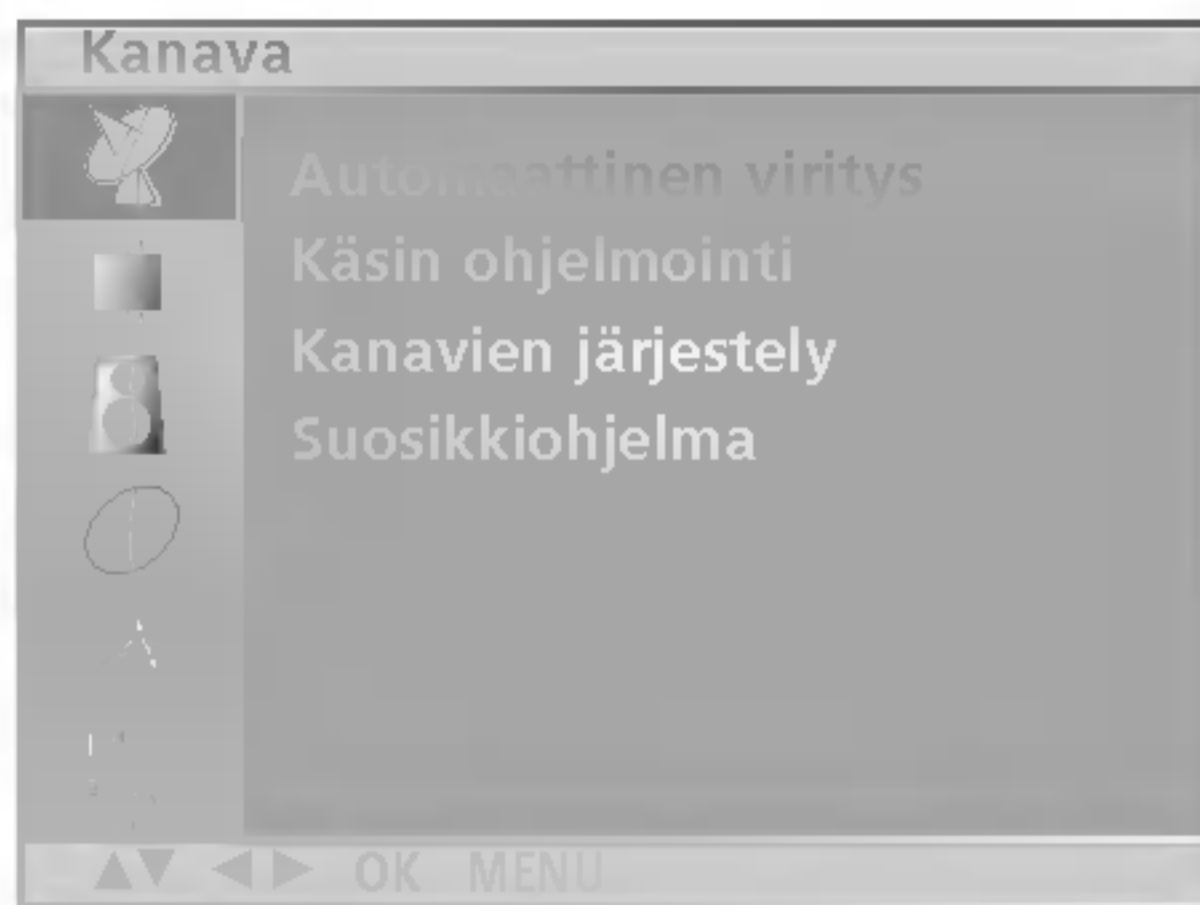 Kanava
Automaattinen viritys
Käsin ohjelmointi
Kanavien järjestely
Suosikkiohjelma
▲▼ ◀ ▶ OK MENU